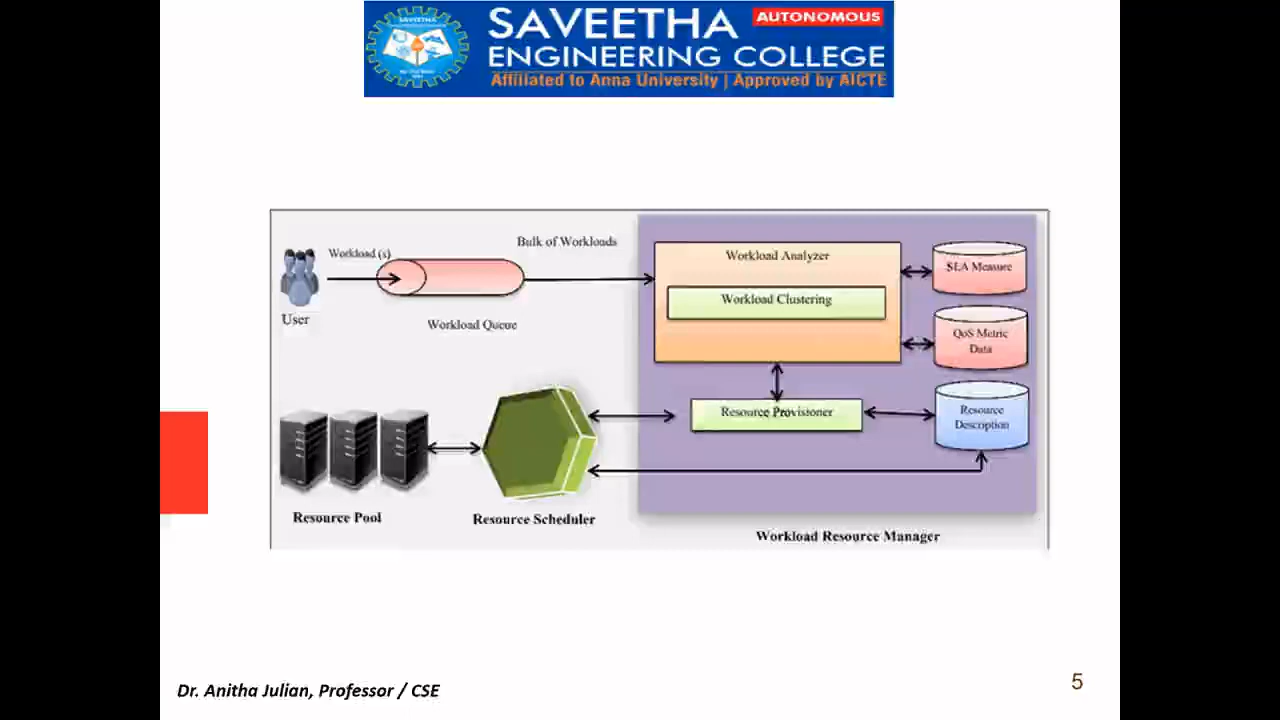 SAVEETHA
AUTONOMOUS
ENGINEERING COLLEGE
Affiliated to Anna University | Approved by AICTE
SAVEETHA
Workload (s)
Bulk of Workloads
User
Workload Queue
Workload Analyzer
Workload Clustering
SLA Measure
QoS Metric
Data
Resource Provisioner
Resource
Description
Resource Pool
Resource Scheduler
Workload Resource Manager
Dr. Anitha Julian, Professor / CSE
5